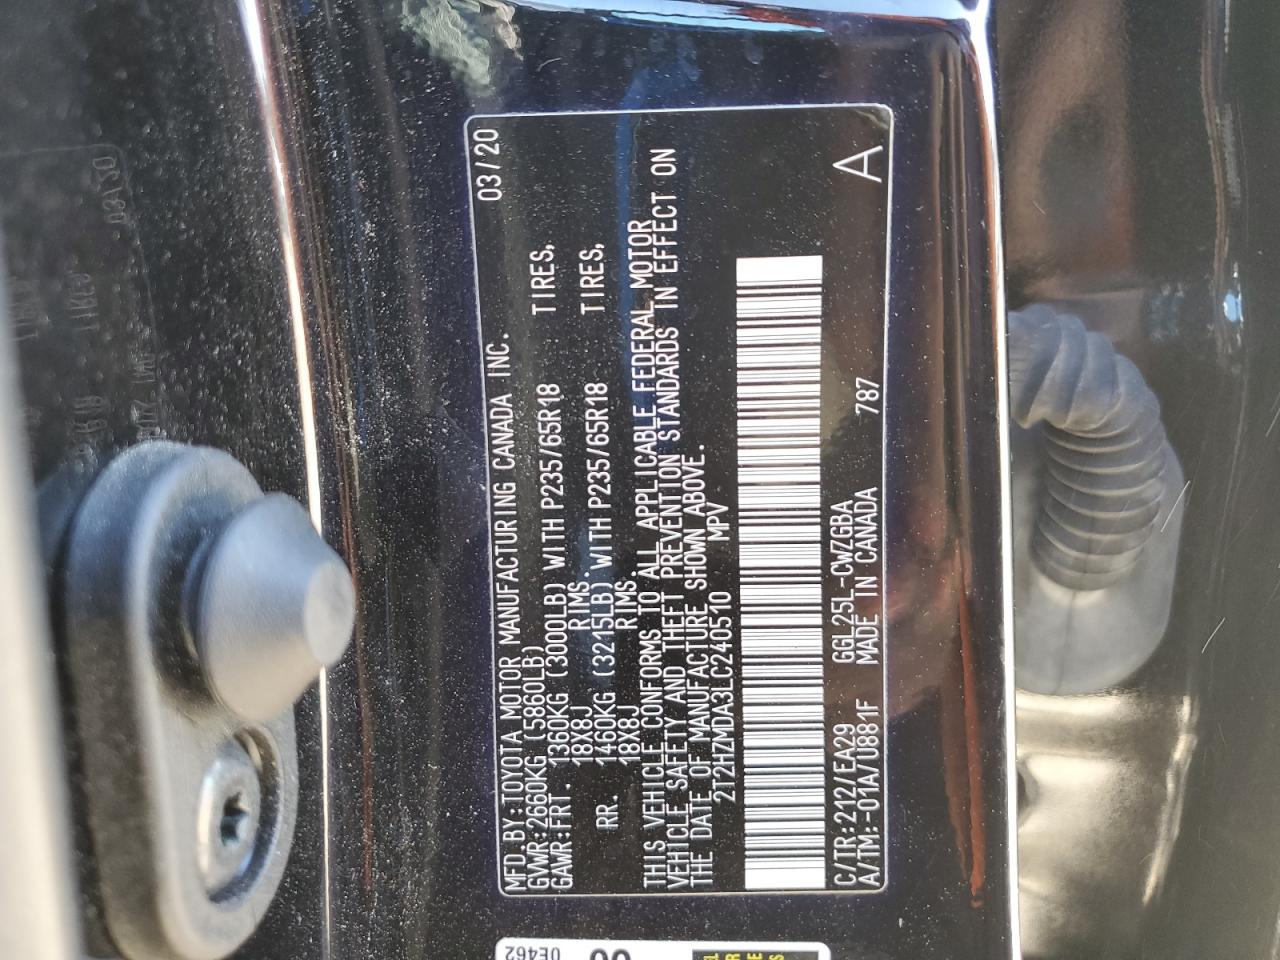 03/20
MFD.BY:TOYOTA MOTOR MANUFACTURING CANADA INC.
GVWR:2660KG (5860LB)
GAWR:FRT. 1360KG (3000LB) WITH P235/65R18 TIRES,
18X8J RIMS.
RR. 1460KG (3215LB) WITH P235/65R18 TIRES,
18X8J RIMS.
THIS VEHICLE CONFORMS TO ALL APPLICABLE FEDERAL MOTOR
VEHICLE SAFETY AND THEFT PREVENTION STANDARDS IN EFFECT ON
THE DATE OF MANUFACTURE SHOWN ABOVE.
2T2HZMDA3LC240510 MPV
C/TR:212/EA29 GGL25L-CWZGBA
A/TM:-01A/U881F MADE IN CANADA 787
A
0E462